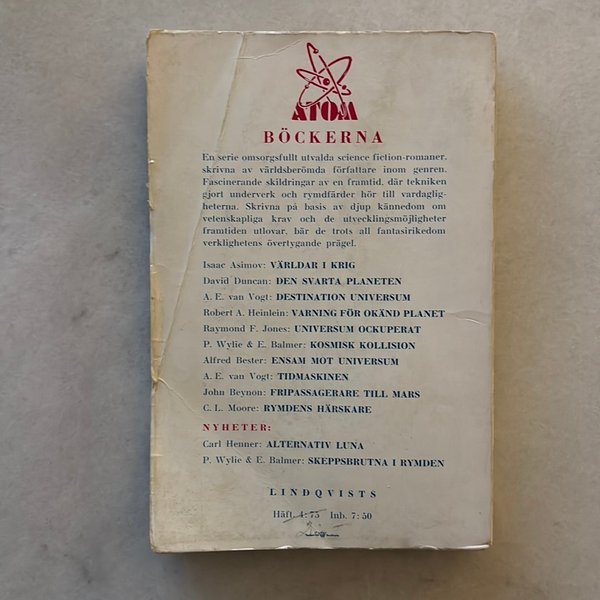 ATOM
BÖCKERNA
En serie omsorgsfullt utvalda science fiction-romaner,
skrivna av världsberömda författare inom genren.
Fascinerande skildringar av en framtid, där tekniken
gjort underverk och rymdfärder hör till vardaglig-
heterna. Skrivna på basis av djup kännedom om
vetenskapliga krav och de utvecklingsmöjligheter
framtiden utlovar, bär de trots all fantasirikedom
verklighetens övertygande prägel.
Isaac Asimov: VÄRLDAR I KRIG
David Duncan: DEN SVARTA PLANETEN
A. E. van Vogt: DESTINATION UNIVERSUM
Robert A. Heinlein: VARNING FÖR OKÄND PLANET
Raymond F. Jones: UNIVERSUM OCKUPERAT
P. Wylie & E. Balmer: KOSMISK KOLLISION
Alfred Bester: ENSAM MOT UNIVERSUM
A. E. van Vogt: TIDMASKINEN
John Beynon: FRIPASSAGERARE TILL MARS
C. L. Moore: RYMDENS HÄRSKARE
NYHETER:
Carl Henner: ALTERNATIV LUNA
P. Wylie & E. Balmer: SKEPPSBRUTNA I RYMDEN
LINDQVISTS
Häft. 4:75 Inb. 7:50